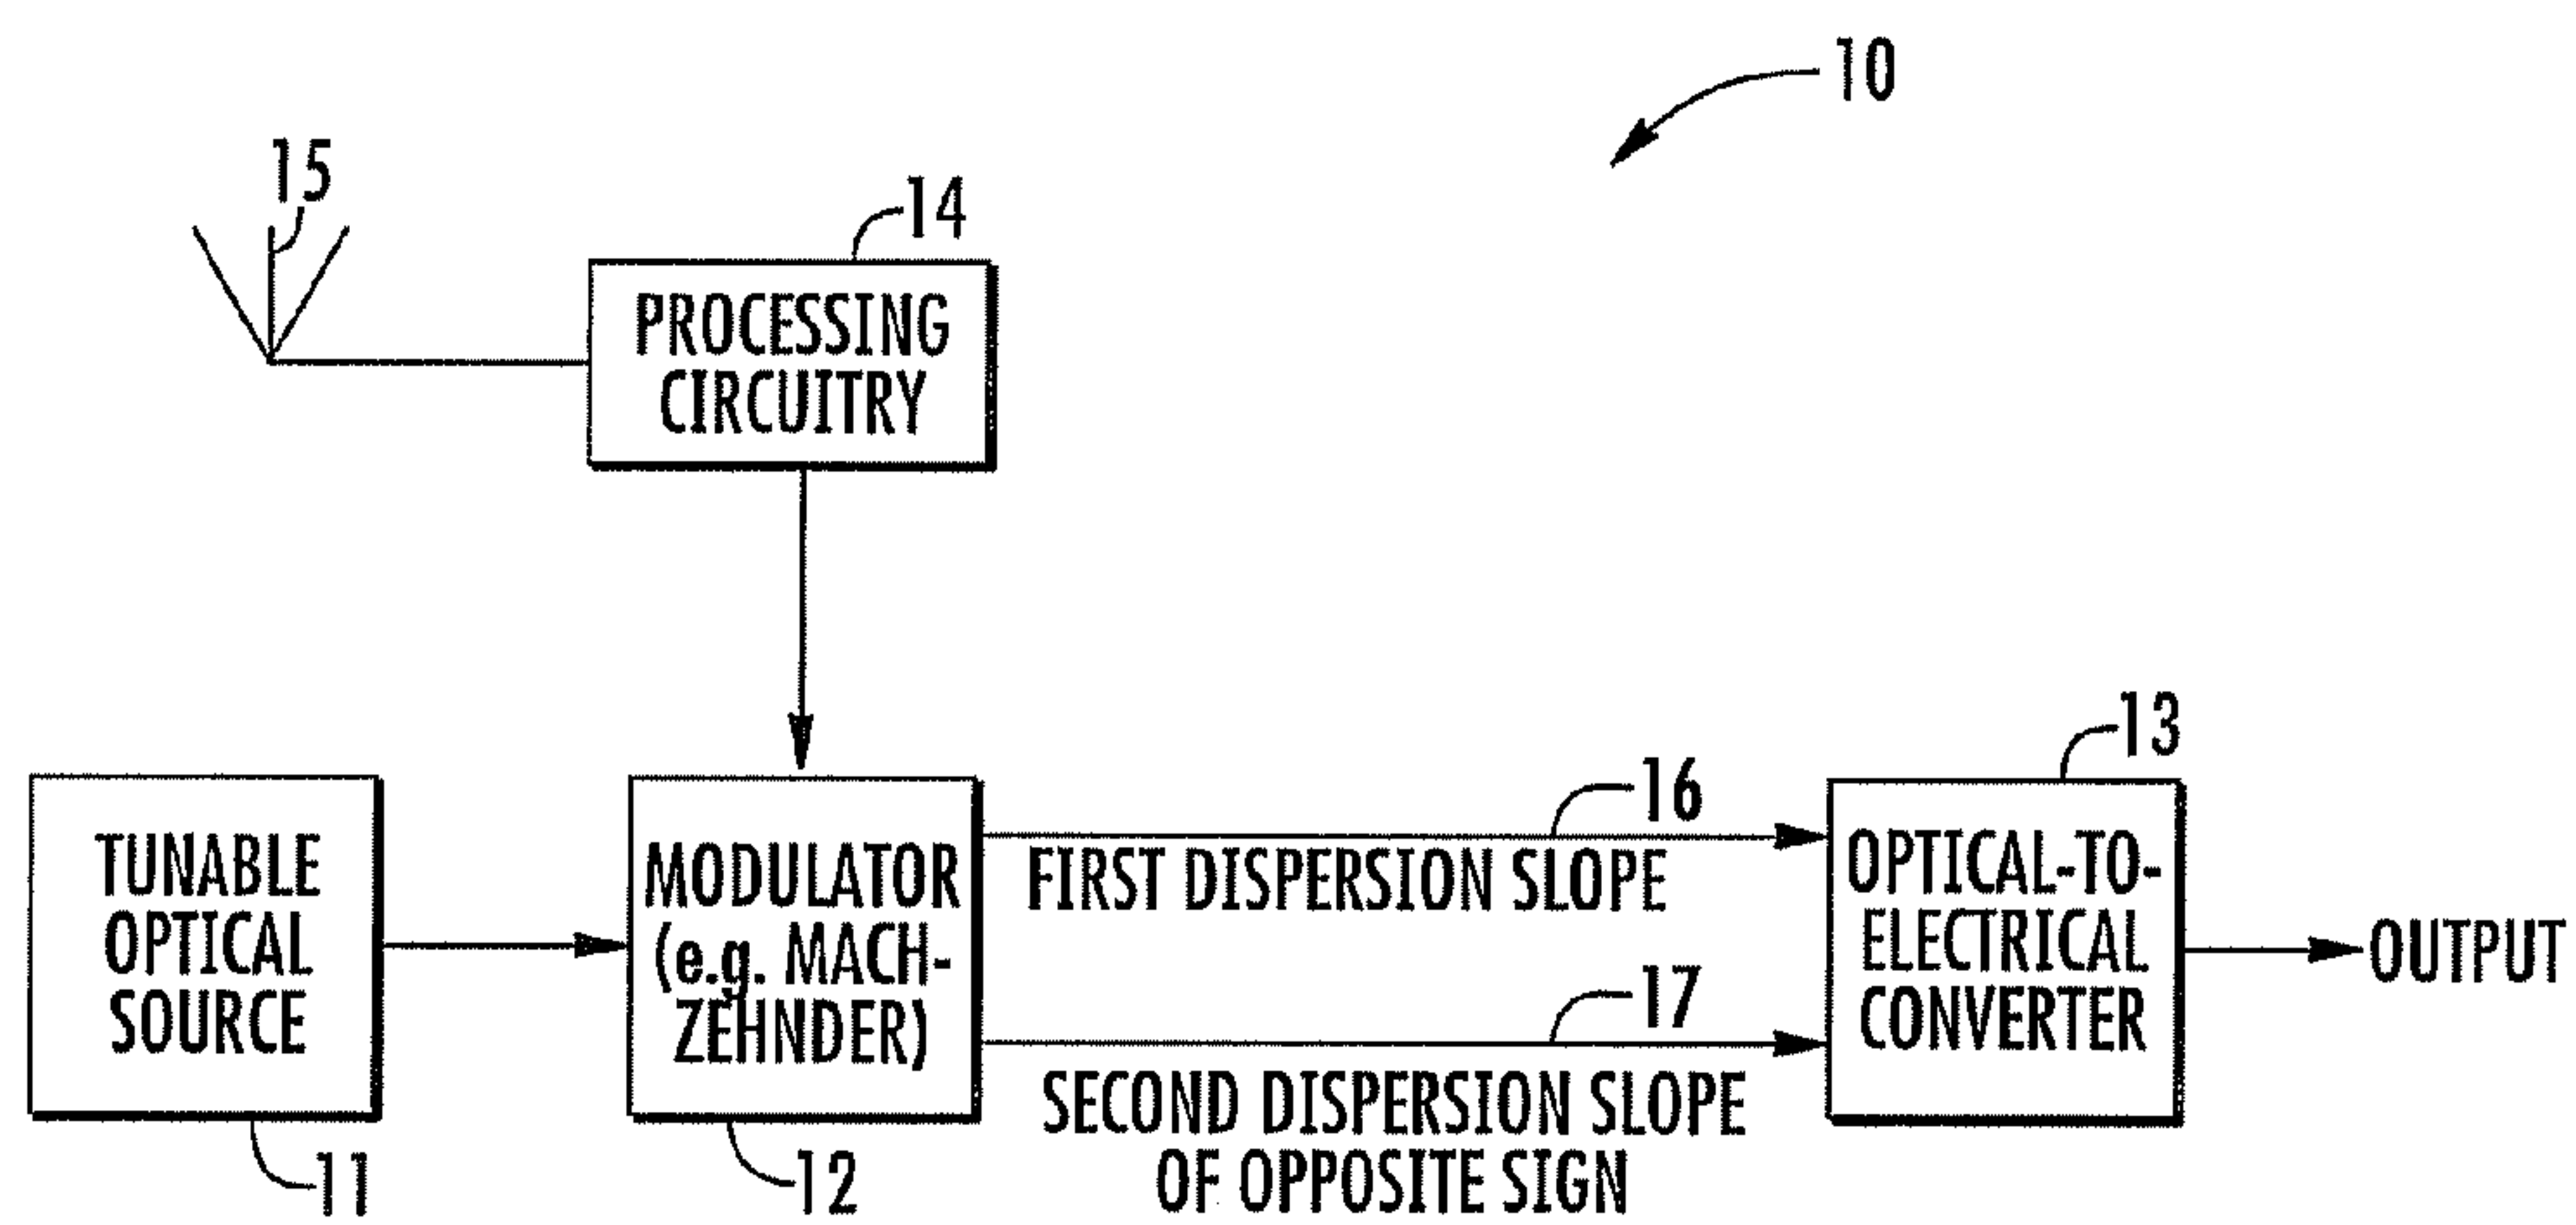 10
15
14
PROCESSING
CIRCUITRY
13
16
17
TUNABLE
OPTICAL
SOURCE
11
MODULATOR
(e.g. MACH-
ZEHNDER)
12
FIRST DISPERSION SLOPE
SECOND DISPERSION SLOPE
OF OPPOSITE SIGN
OPTICAL-TO-
ELECTRICAL
CONVERTER
OUTPUT